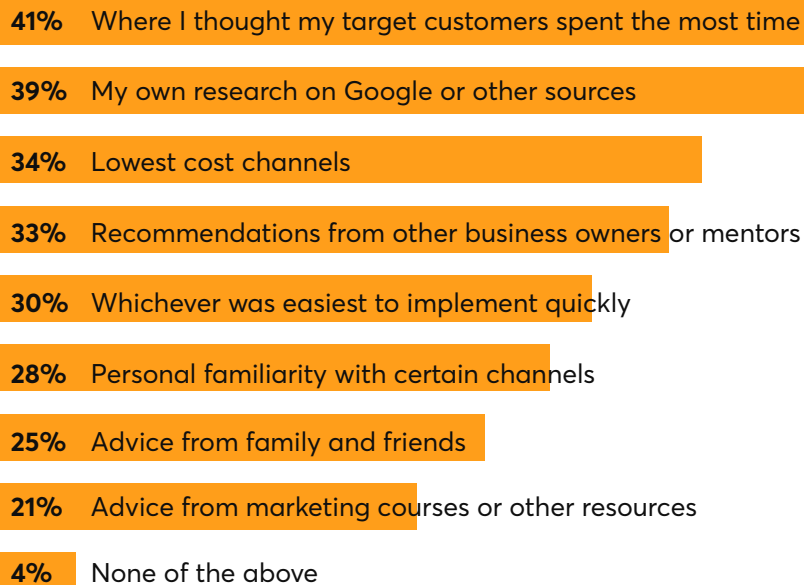 41% Where I thought my target customers spent the most time
39% My own research on Google or other sources
34% Lowest cost channels
33% Recommendations from other business owners or mentors
30% Whichever was easiest to implement quickly
28% Personal familiarity with certain channels
25% Advice from family and friends
21% Advice from marketing courses or other resources
4% None of the above